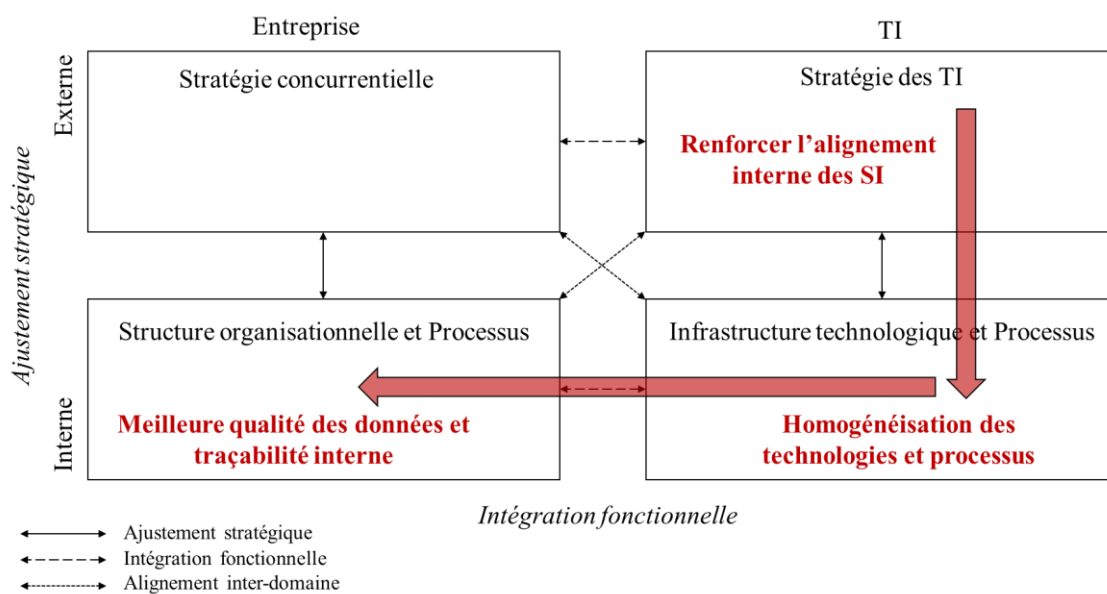 Entreprise
TI
Ajustement stratégique
Externe
Stratégie concurrentielle
Stratégie des TI
Renforcer l’alignement
interne des SI
Interne
Structure organisationnelle et Processus
Infrastructure technologique et Processus
Meilleure qualité des données et
traçabilité interne
Homogénéisation des
technologies et processus
Intégration fonctionnelle
Ajustement stratégique
Intégration fonctionnelle
Alignement inter-domaine